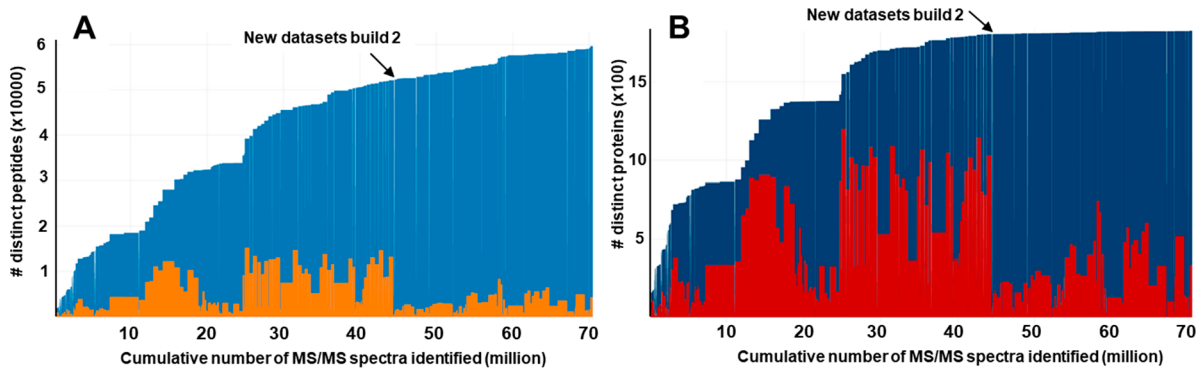 A
New datasets build 2
# distinct peptides (x10000)
6
5
4
3
2
1
10 20 30 40 50 60 70
Cumulative number of MS/MS spectra identified (million)
B
New datasets build 2
# distinct proteins (x100)
15
10
5
10 20 30 40 50 60 70
Cumulative number of MS/MS spectra identified (million)